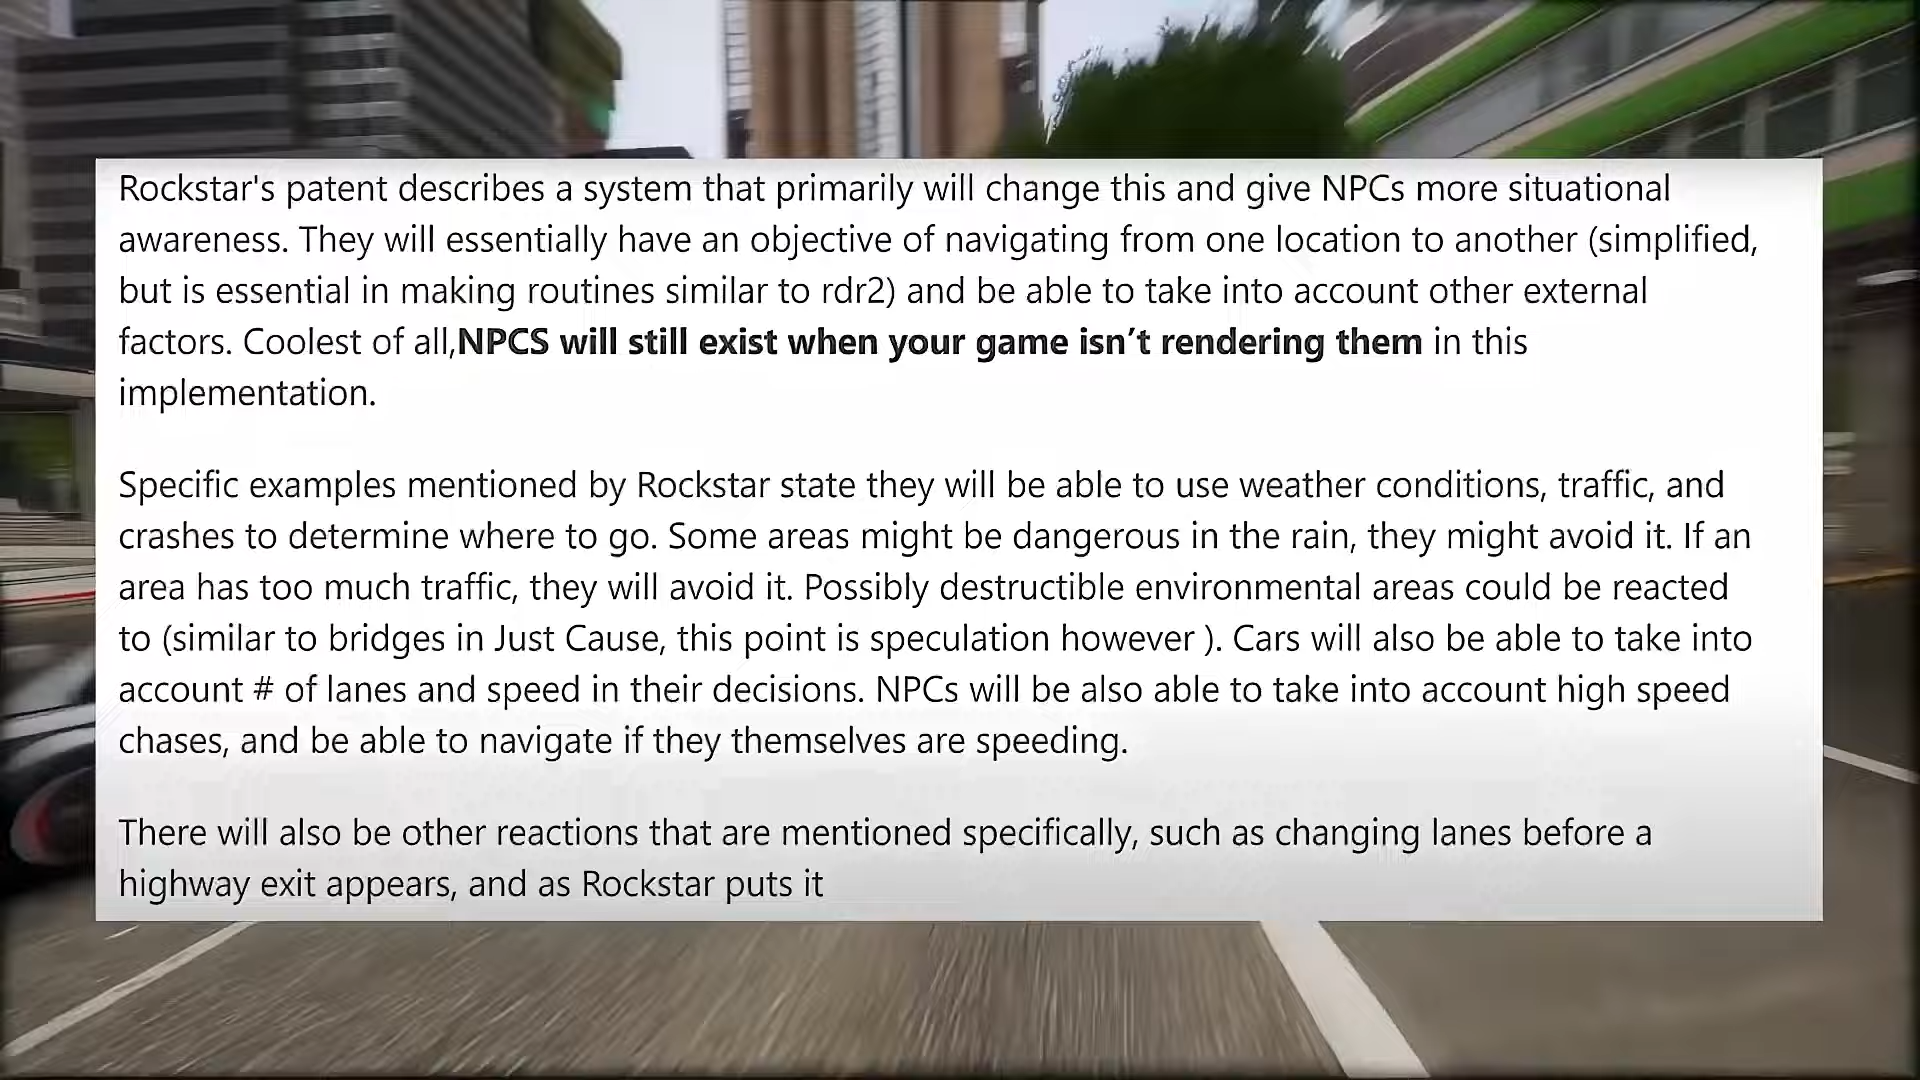 Rockstar's patent describes a system that primarily will change this and give NPCs more situational
awareness. They will essentially have an objective of navigating from one location to another (simplified,
but is essential in making routines similar to rdr2) and be able to take into account other external
factors. Coolest of all,NPCS will still exist when your game isn’t rendering them in this
implementation.
Specific examples mentioned by Rockstar state they will be able to use weather conditions, traffic, and
crashes to determine where to go. Some areas might be dangerous in the rain, they might avoid it. If an
area has too much traffic, they will avoid it. Possibly destructible environmental areas could be reacted
to (similar to bridges in Just Cause, this point is speculation however ). Cars will also be able to take into
account # of lanes and speed in their decisions. NPCs will be also able to take into account high speed
chases, and be able to navigate if they themselves are speeding.
There will also be other reactions that are mentioned specifically, such as changing lanes before a
highway exit appears, and as Rockstar puts it